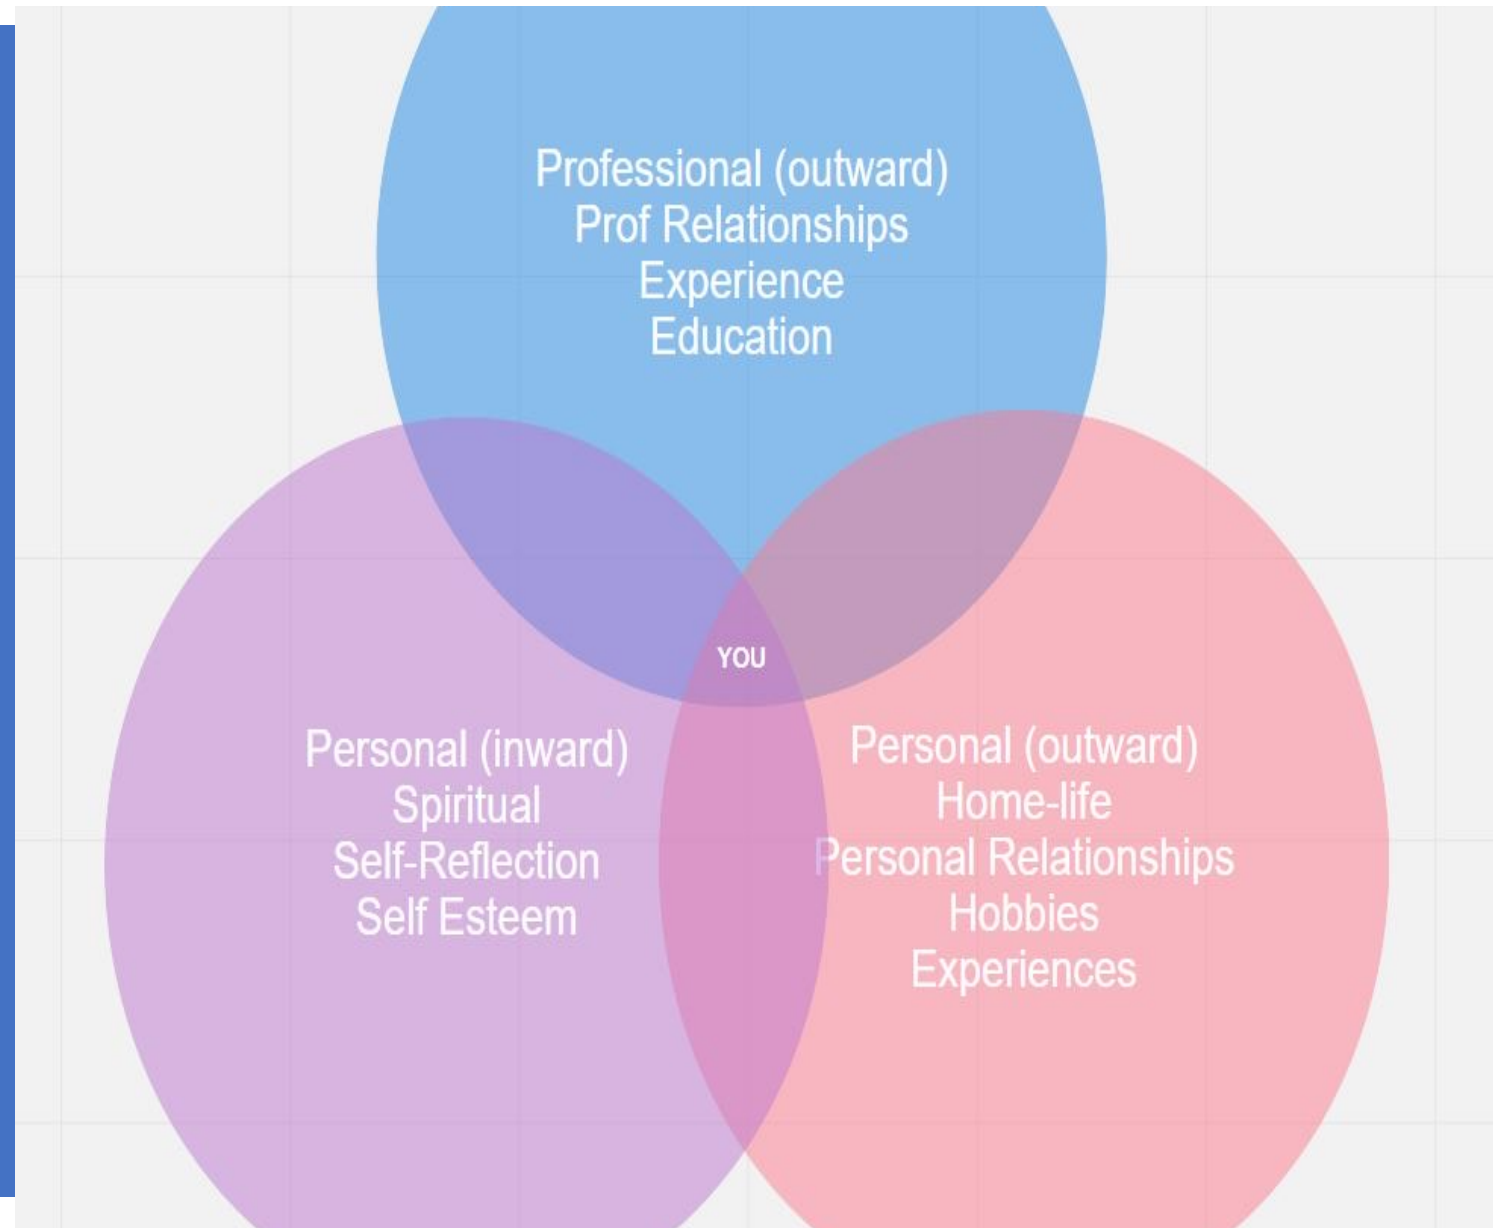 Professional (outward)
Prof Relationships
Experience
Education
YOU
Personal (inward)
Spiritual
Self-Reflection
Self Esteem
Personal (outward)
Home-life
Personal Relationships
Hobbies
Experiences